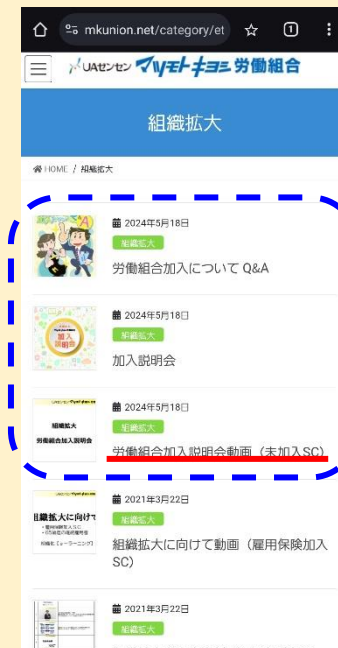 mkunion.net/category/et
1
UAゼンセン マツモトキヨシ労働組合
組織拡大
HOME / 組織拡大
2024年5月18日
組織拡大
労働組合加入について Q&A
加入
説明会
2024年5月18日
組織拡大
加入説明会
組織拡大
労働組合加入説明会
2024年5月18日
組織拡大
労働組合加入説明会動画（未加入SC）
組織拡大に向けて
2021年3月22日
組織拡大
組織拡大に向けて動画（雇用保険加入
SC）
2021年3月22日
組織拡大